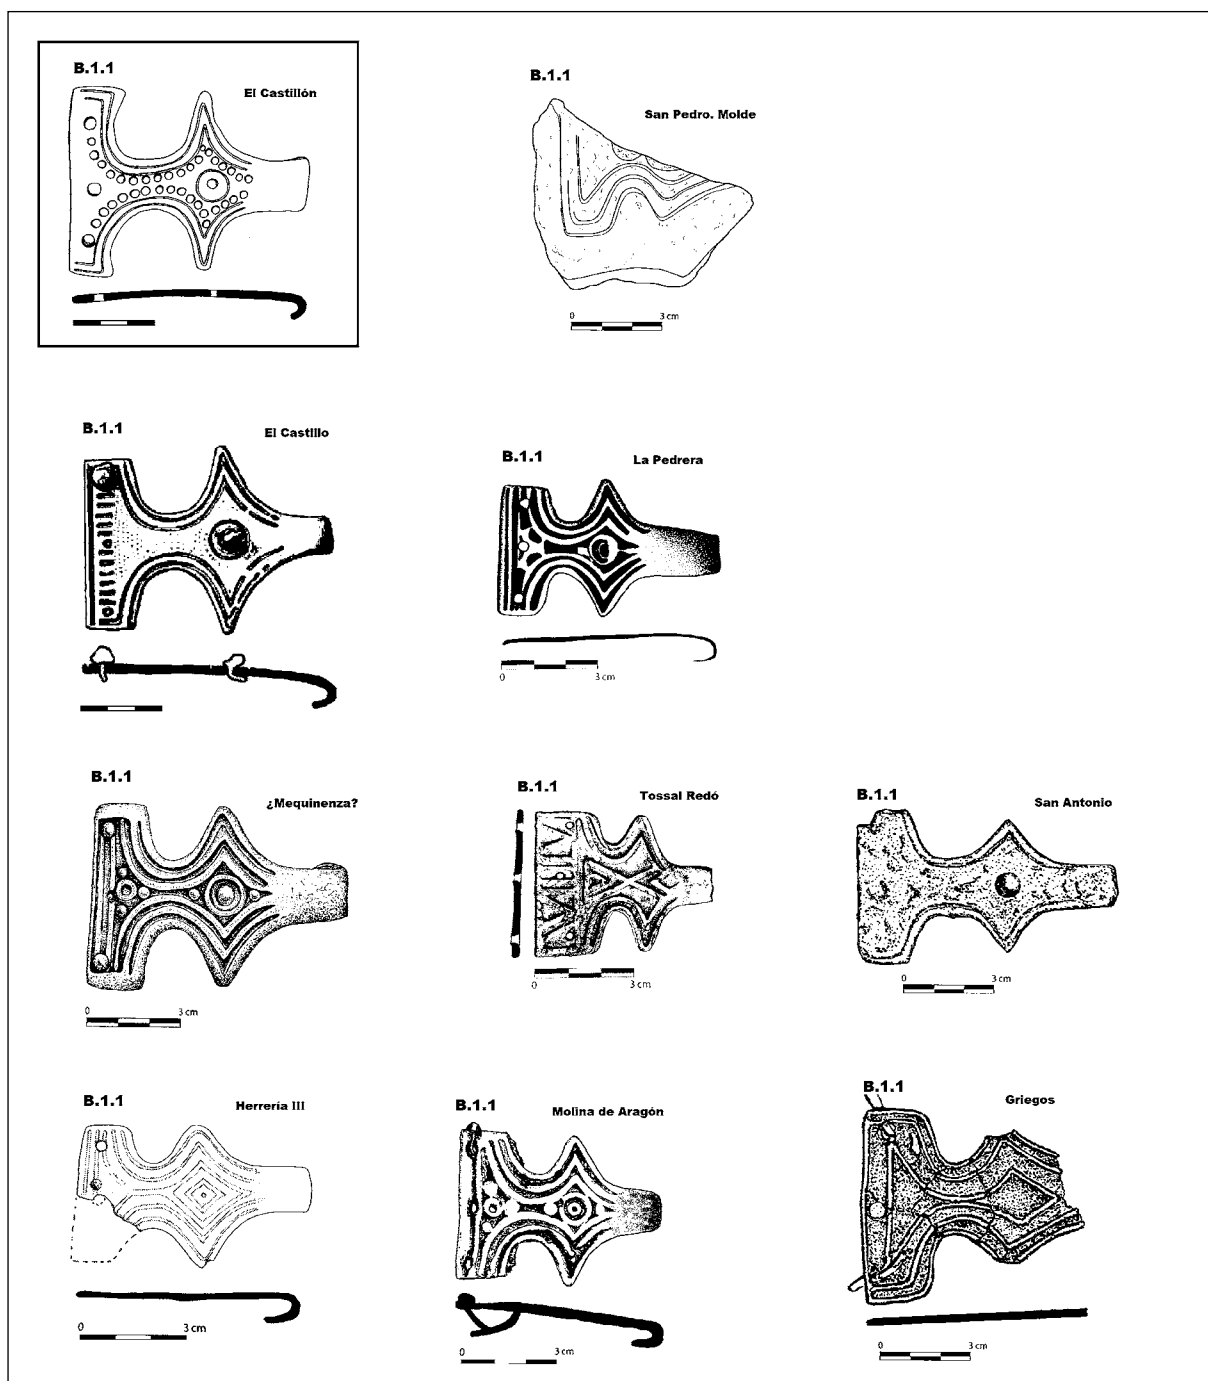 B.1.1
El Castillón
B.1.1
San Pedro. Molde
0 3 cm
B.1.1
El Castillo
B.1.1
La Pedrera
0 3 cm
B.1.1
¿Mequinenza?
0 3 cm
B.1.1
Tossal Redó
0 3 cm
B.1.1
San Antonio
0 3 cm
B.1.1
Herrería III
0 3 cm
B.1.1
Molina de Aragón
0 3 cm
B.1.1
Griegos
0 3 cm